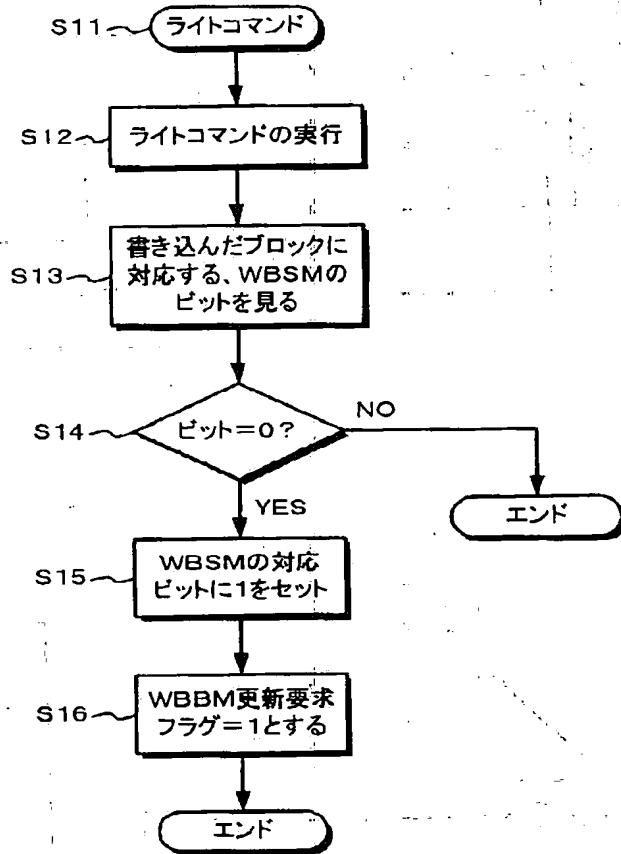 S11
ライトコマンド
S12
ライトコマンドの実行
S13
書き込んだブロックに
対応する、WBSMの
ビットを見る
S14
ビット=0?
NO
YES
エンド
S15
WBSMの対応
ビットに1をセット
S16
WBBM更新要求
フラグ=1とする
エンド